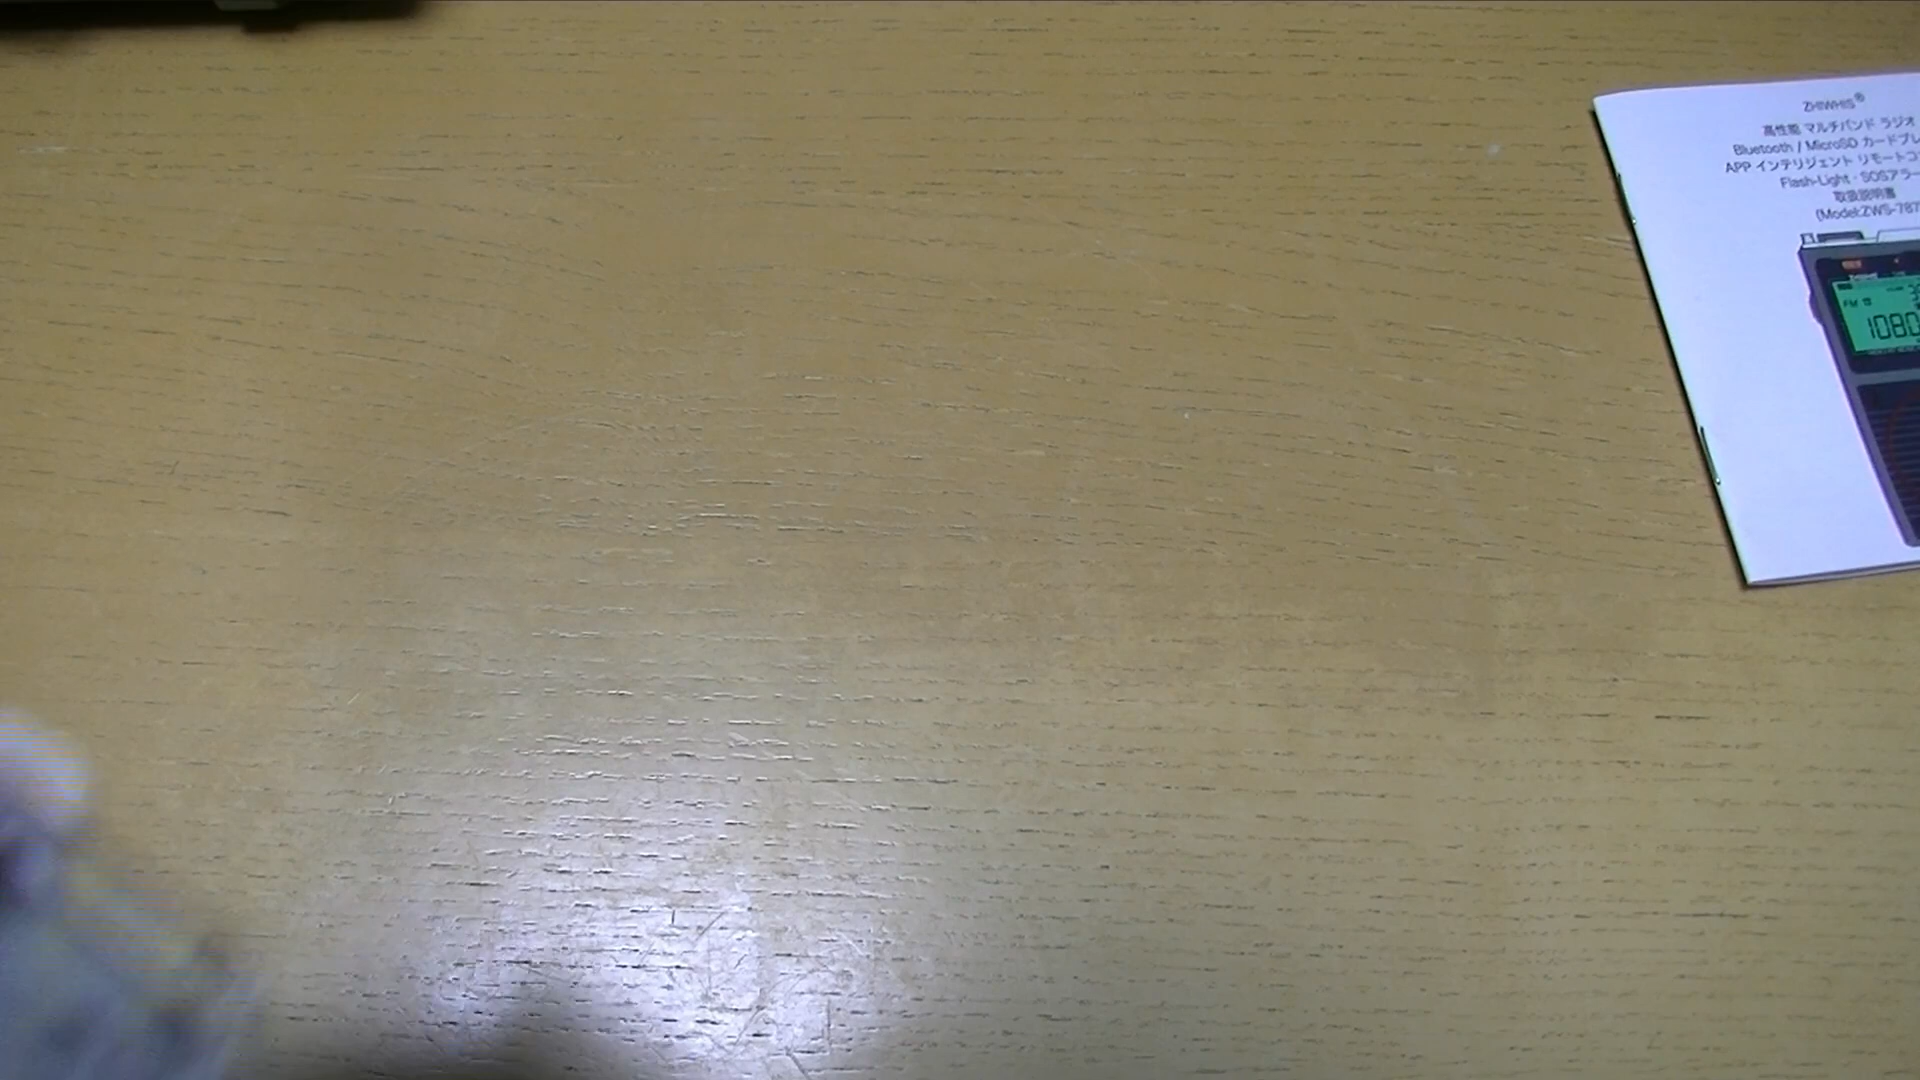 ZHIWHIS®
高性能 マルチバンド ラジオ
Bluetooth / MicroSD カードプレ
APP インテリジェント リモートコ
Flash-Light · SOSアラー
取扱説明書
(Model:ZWS-787
FM
1080